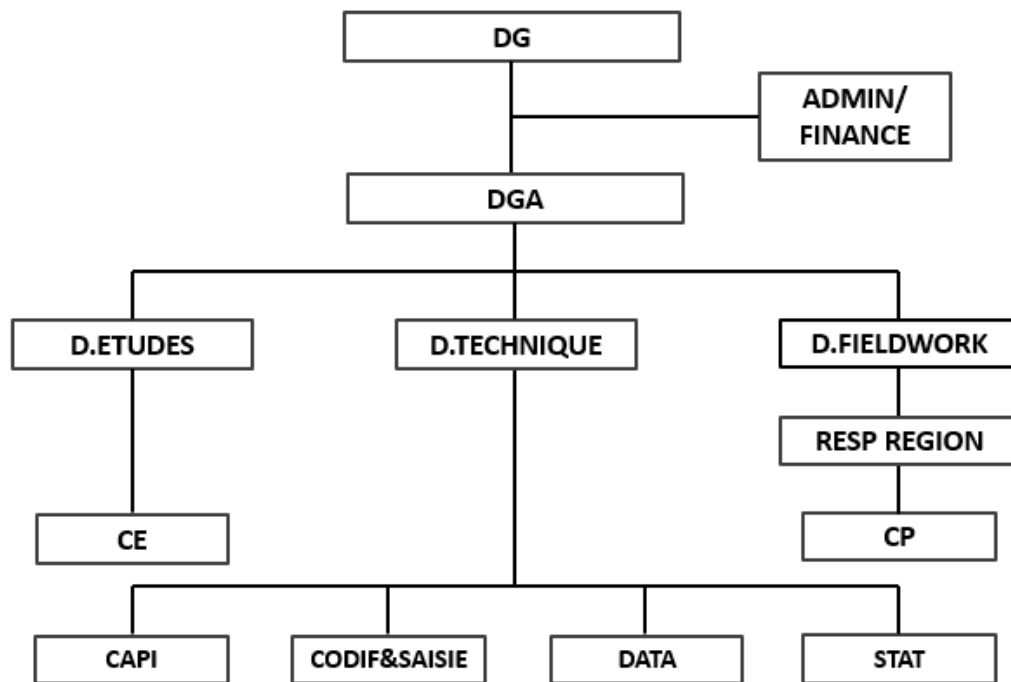 DG
ADMIN/
FINANCE
DGA
D.ETUDES
D.TECHNIQUE
D.FIELDWORK
RESP REGION
CE
CP
CAPI
CODIF&SAISIE
DATA
STAT